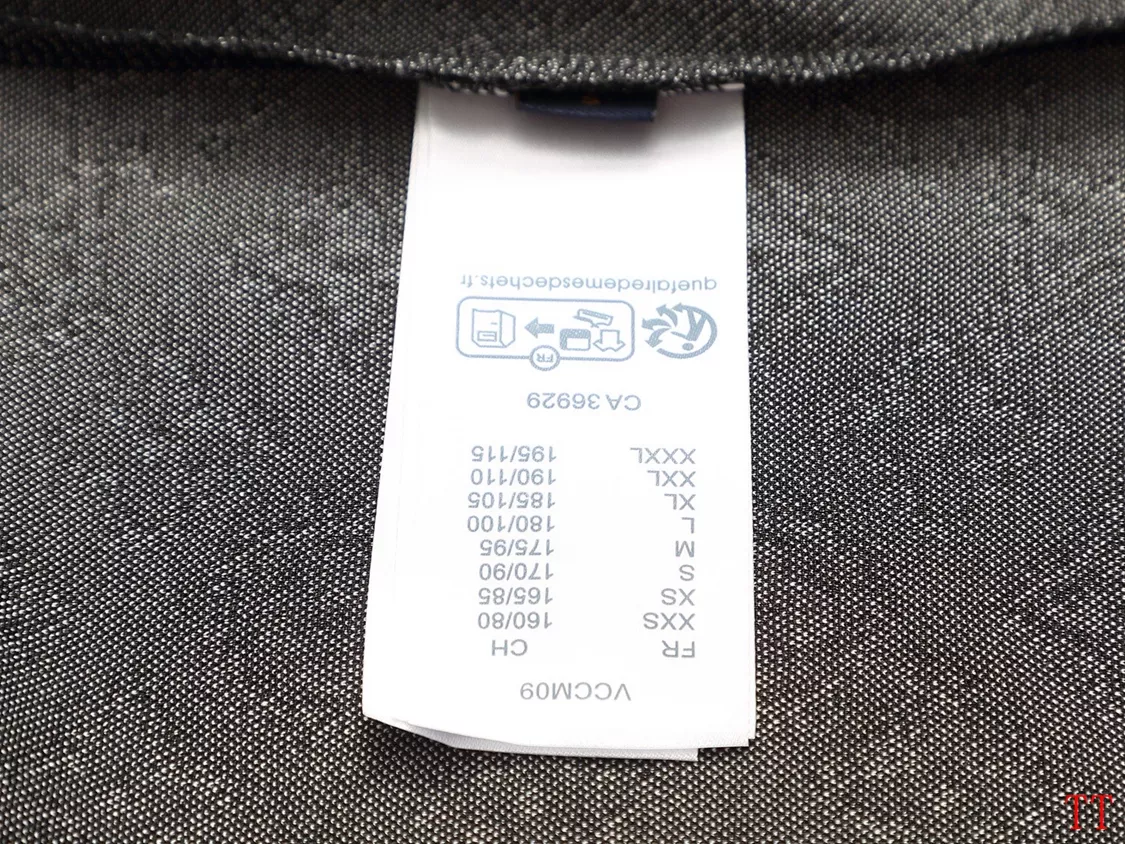 VCCM09
FR CH
XXS 160/80
XS 165/85
S 170/90
M 175/95
L 180/100
XL 185/105
XXL 190/110
XXXL 195/115
CA 36929
FR
quefairedemesdechets.fr
TT